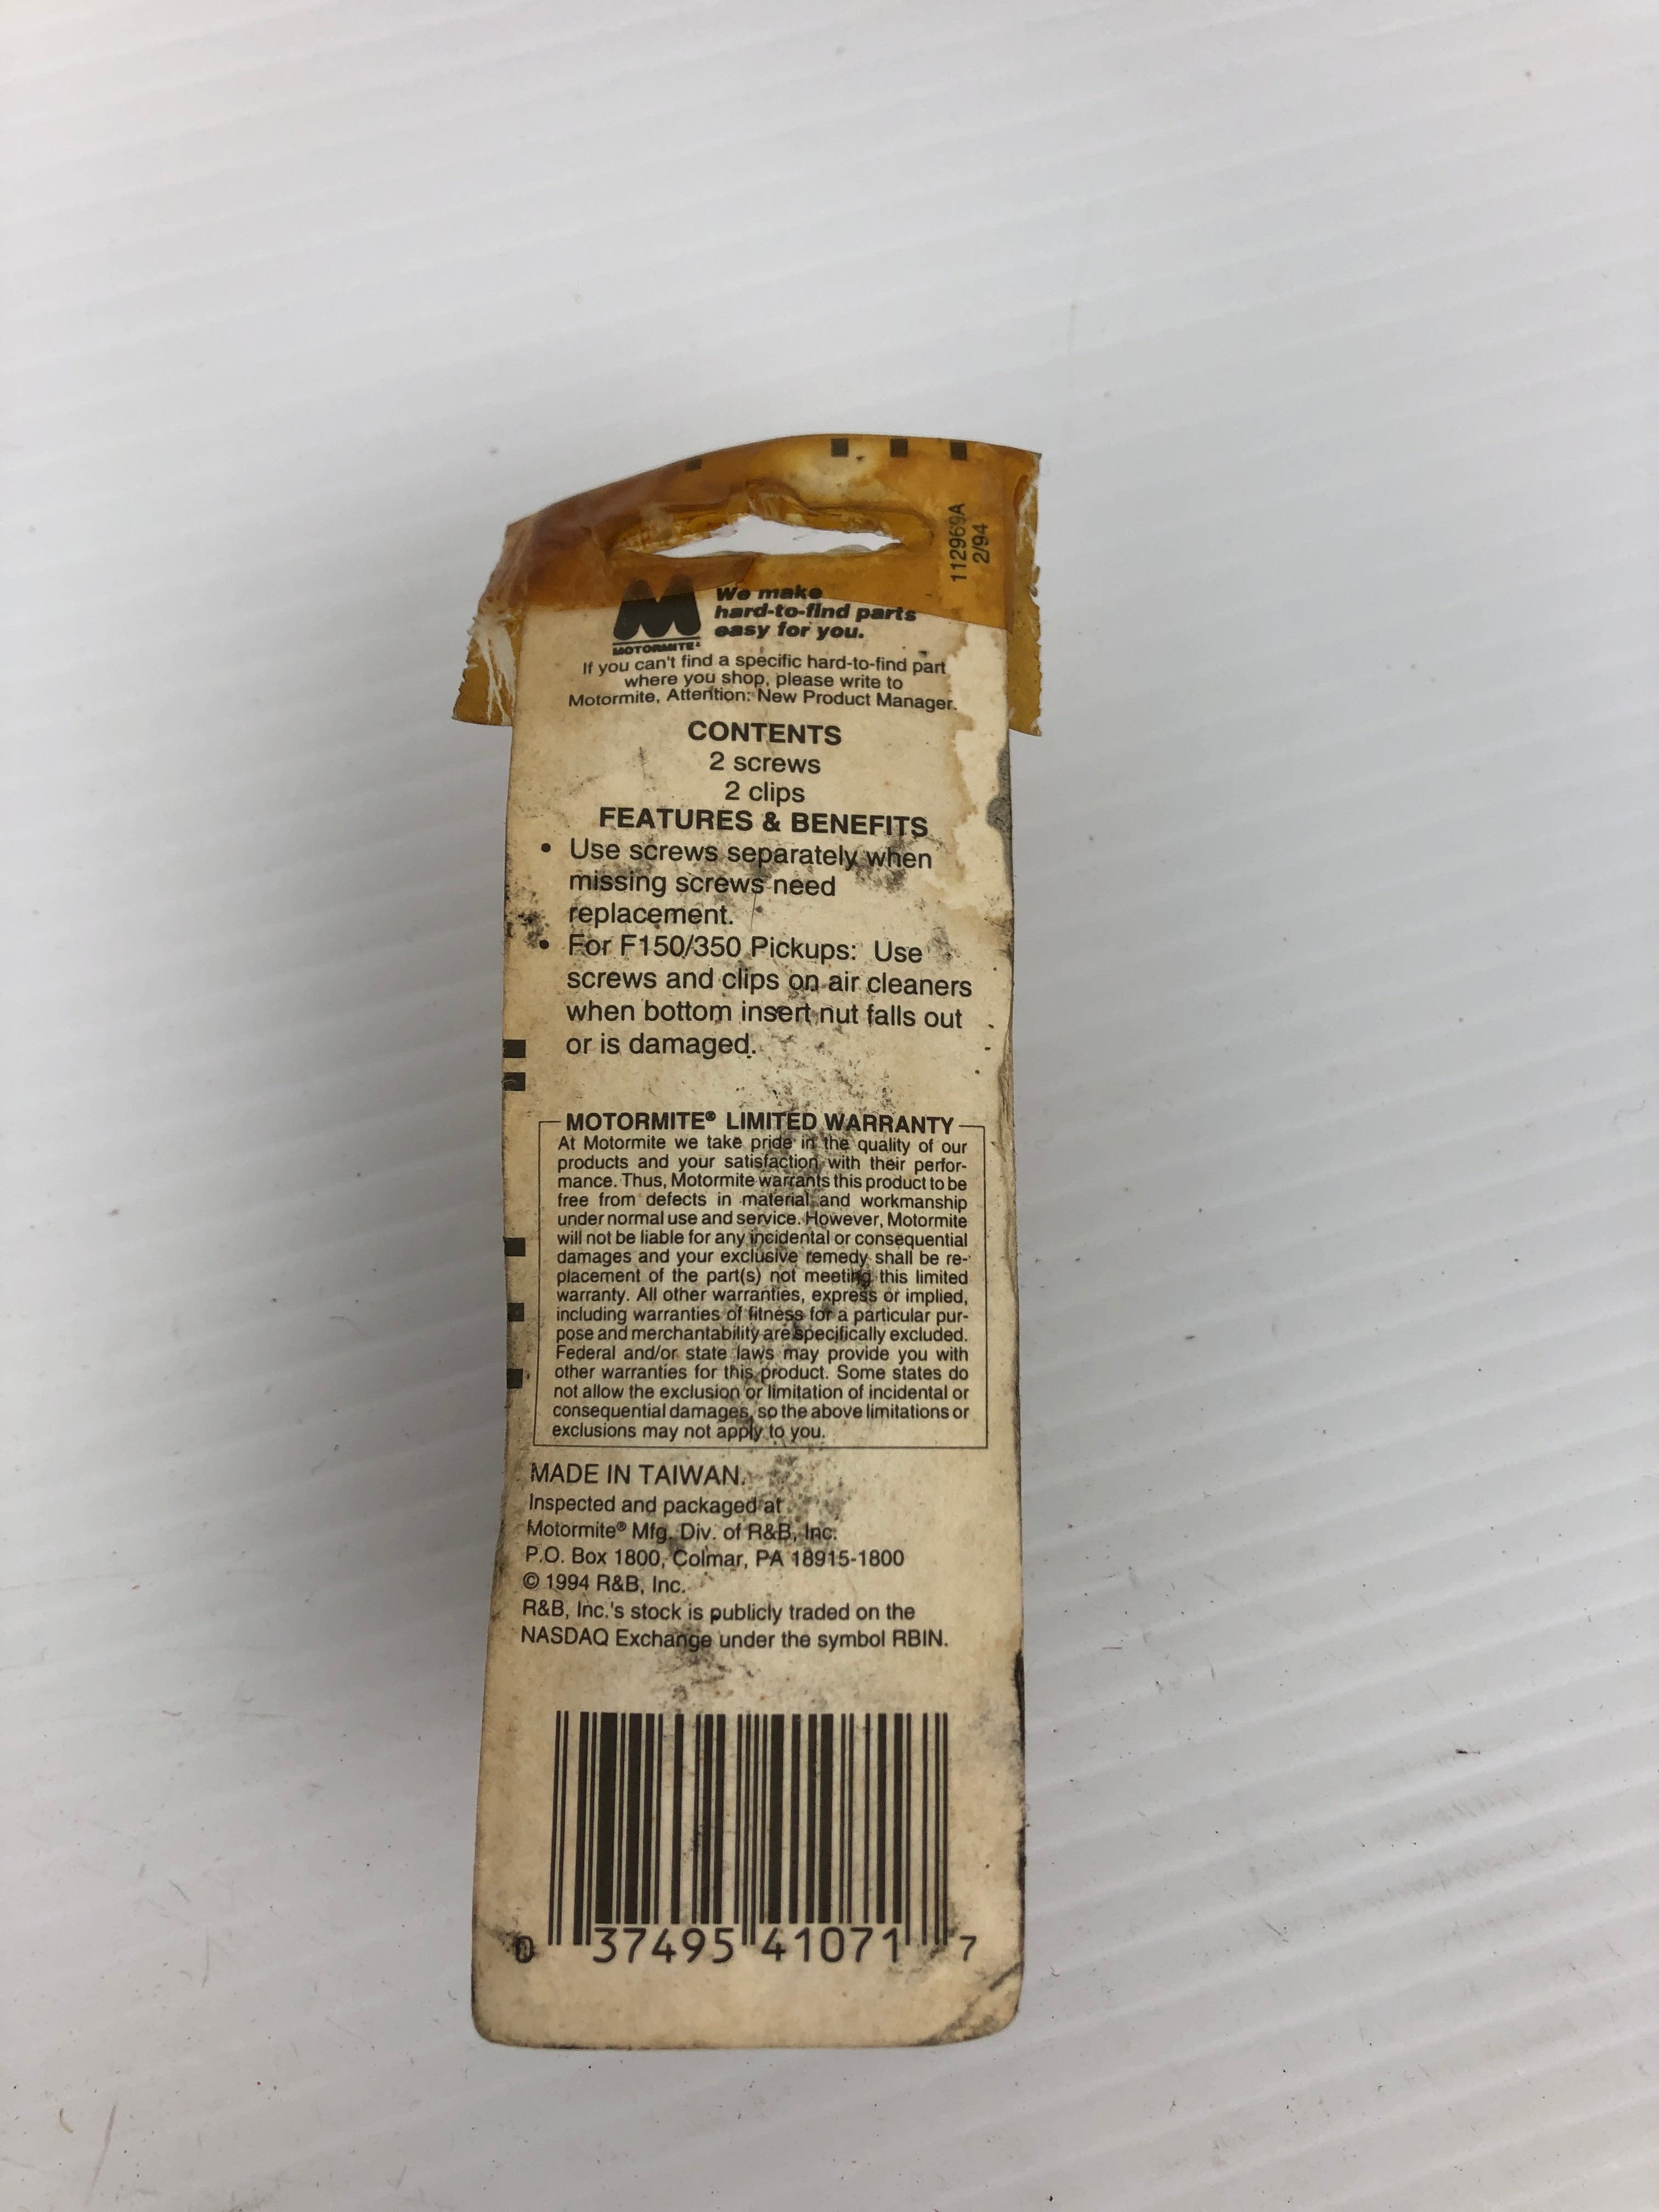 112969A
2/94
We make
hard-to-find parts
easy for you.
MOTORMITE®
If you can't find a specific hard-to-find part
where you shop, please write to
Motormite, Attention: New Product Manager.
CONTENTS
2 screws
2 clips
FEATURES & BENEFITS
• Use screws separately when
missing screws need
replacement.
• For F150/350 Pickups: Use
screws and clips on air cleaners
when bottom insert nut falls out
or is damaged.
MOTORMITE® LIMITED WARRANTY
At Motormite we take pride in the quality of our
products and your satisfaction with their perfor-
mance. Thus, Motormite warrants this product to be
free from defects in material and workmanship
under normal use and service. However, Motormite
will not be liable for any incidental or consequential
damages and your exclusive remedy shall be re-
placement of the part(s) not meeting this limited
warranty. All other warranties, express or implied,
including warranties of fitness for a particular pur-
pose and merchantability are specifically excluded.
Federal and/or state laws may provide you with
other warranties for this product. Some states do
not allow the exclusion or limitation of incidental or
consequential damages, so the above limitations or
exclusions may not apply to you.
MADE IN TAIWAN.
Inspected and packaged at
Motormite® Mfg. Div. of R&B, Inc.
P.O. Box 1800, Colmar, PA 18915-1800
© 1994 R&B, Inc.
R&B, Inc.'s stock is publicly traded on the
NASDAQ Exchange under the symbol RBIN.
0 37495 41071 7